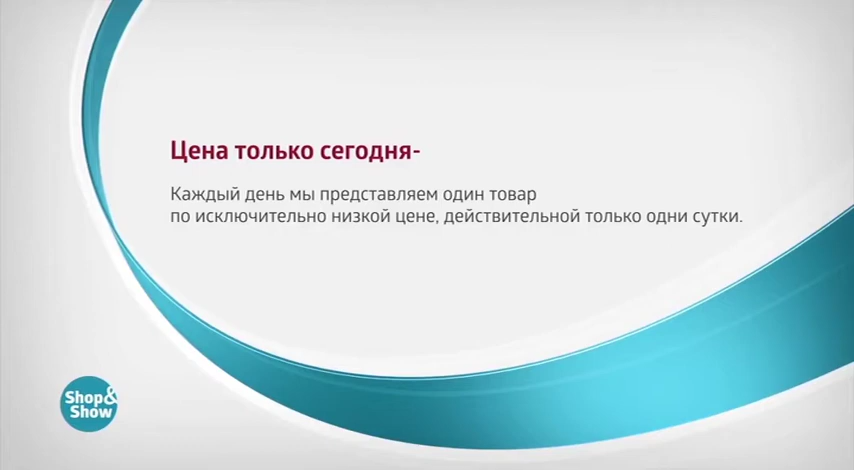 Цена только сегодня-
Каждый день мы представляем один товар
по исключительно низкой цене, действительной только одни сутки.
Shop&
Show